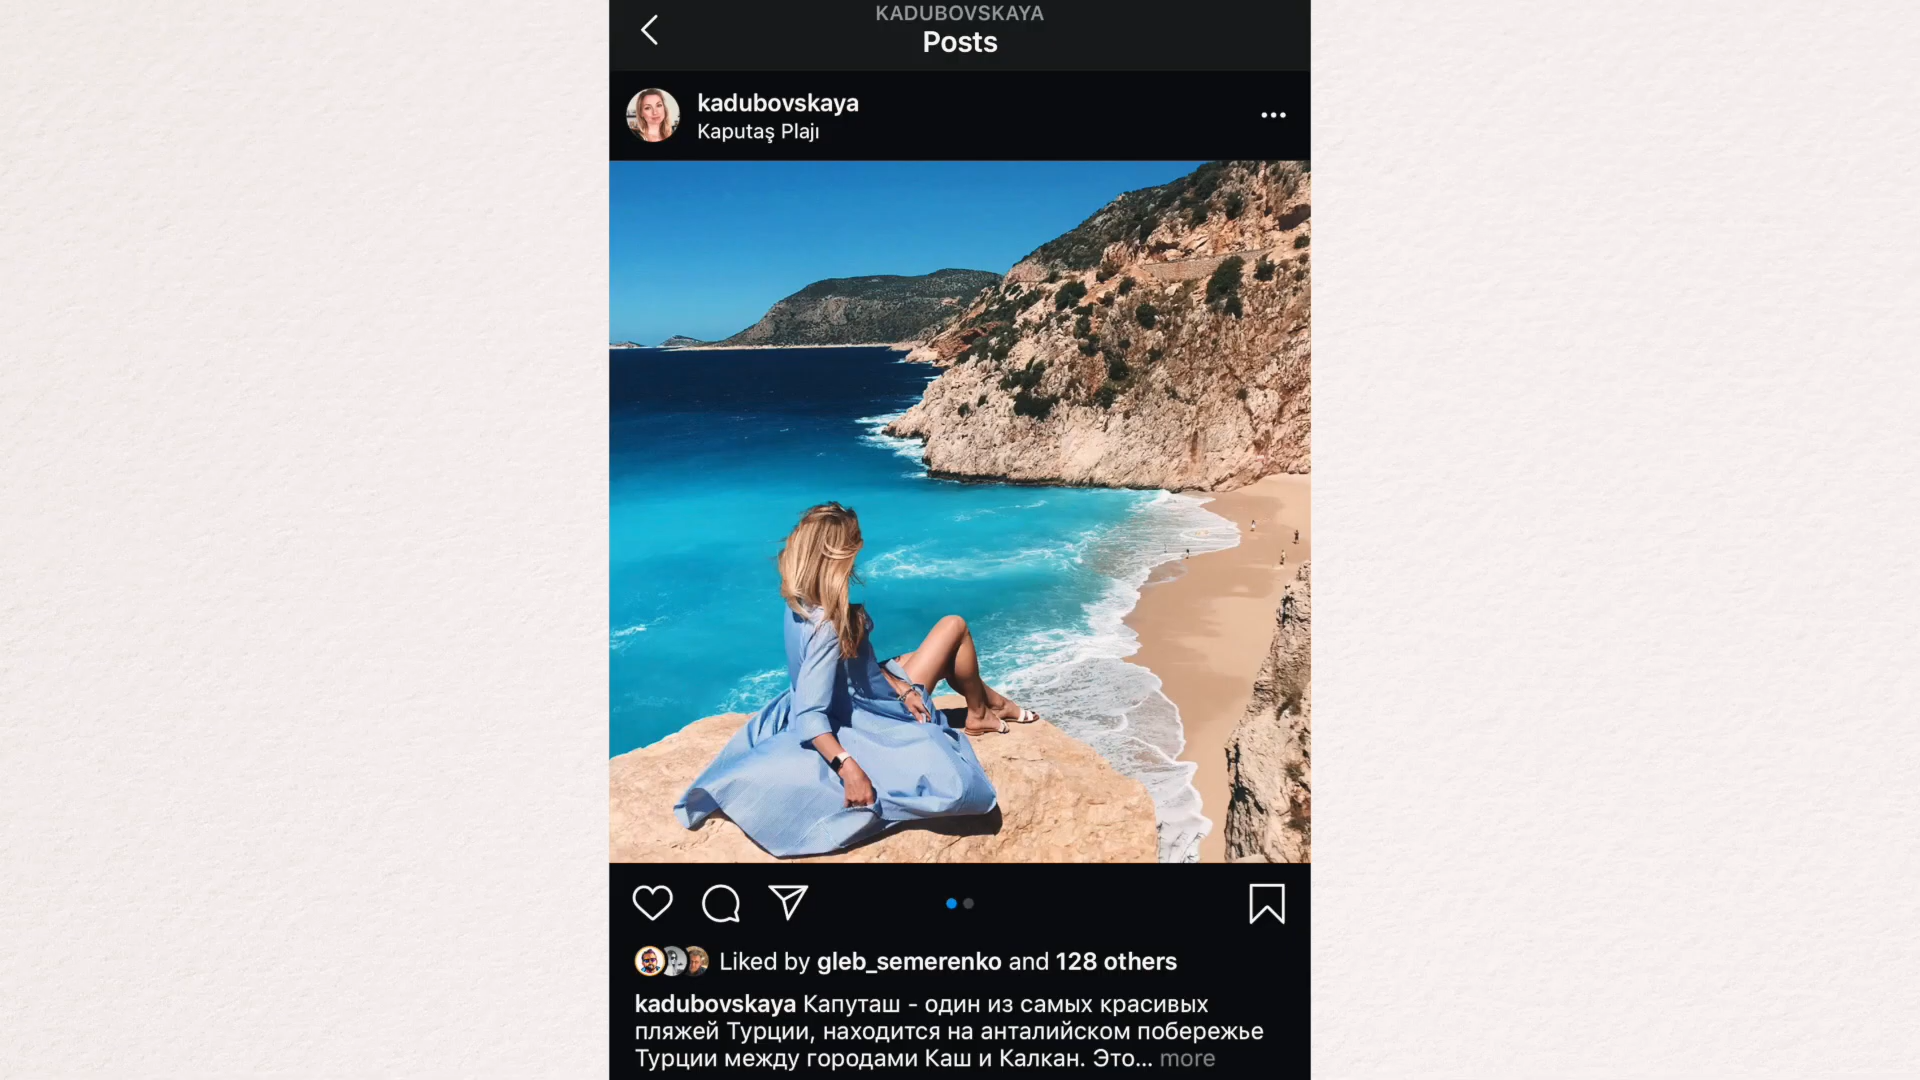 KADUBOVSKAYA
Posts
kadubovskaya
Kaputaş Plajı
Liked by gleb_semerenko and 128 others
kadubovskaya Капуташ - один из самых красивых
пляжей Турции, находится на анталийском побережье
Турции между городами Каш и Калкан. Это... more